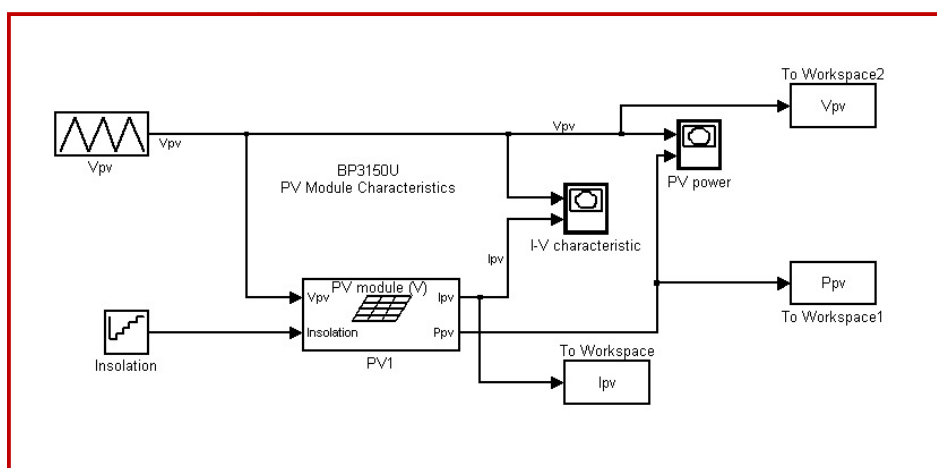 To Workspace2
Vpv
Vpv
Vpv
Vpv
BP3150U
PV Module Characteristics
PV power
I-V characteristic
Ipv
PV module (V)
Vpv
Ipv
Insolation
Ppv
PV1
Insolation
Ppv
To Workspace1
To Workspace
Ipv